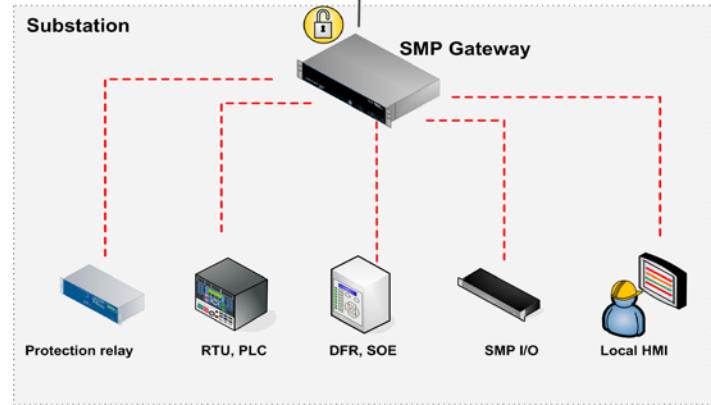 Substation
SMP Gateway
Protection relay
RTU, PLC
DFR, SOE
SMP I/O
Local HMI